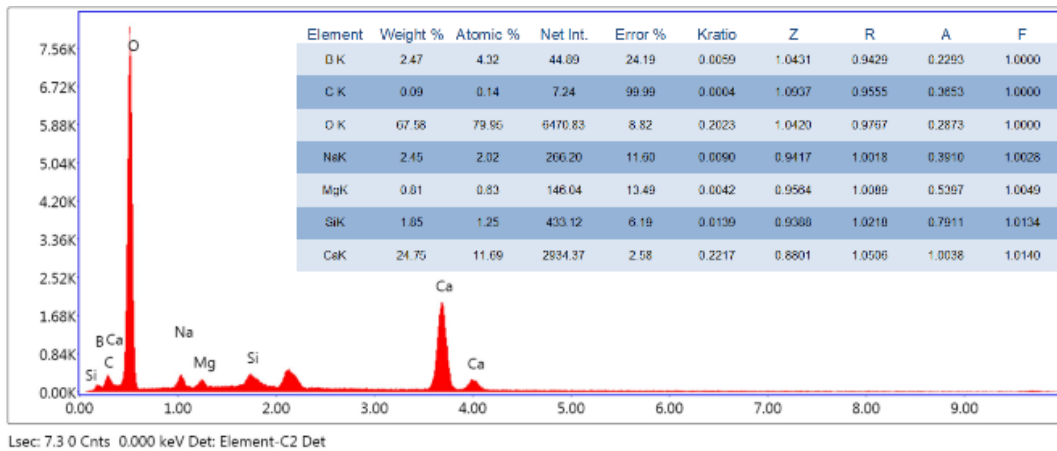 Element Weight % Atomic % Net Int. Error % Kratio Z R A F
B K 2.47 4.32 44.89 24.19 0.0059 1.0431 0.9429 0.2293 1.0000
C K 0.09 0.14 7.24 99.99 0.0004 1.0937 0.9555 0.3653 1.0000
O K 67.58 79.95 6470.83 8.82 0.2023 1.0420 0.9767 0.2873 1.0000
NaK 2.45 2.02 266.20 11.60 0.0090 0.9417 1.0018 0.3910 1.0028
MgK 0.81 0.63 146.04 13.49 0.0042 0.9564 1.0089 0.5397 1.0049
SiK 1.85 1.25 433.12 6.19 0.0139 0.9388 1.0218 0.7911 1.0134
CaK 24.75 11.69 2934.37 2.58 0.2217 0.8801 1.0506 1.0038 1.0140
7.56K
6.72K
5.88K
5.04K
4.20K
3.36K
2.52K
1.68K
0.84K
0.00K
O
Si
B
C
Ca
Na
Mg
Si
Ca
Ca
0.00 1.00 2.00 3.00 4.00 5.00 6.00 7.00 8.00 9.00
Lsec: 7.3 0 Cnts 0.000 keV Det: Element-C2 Det